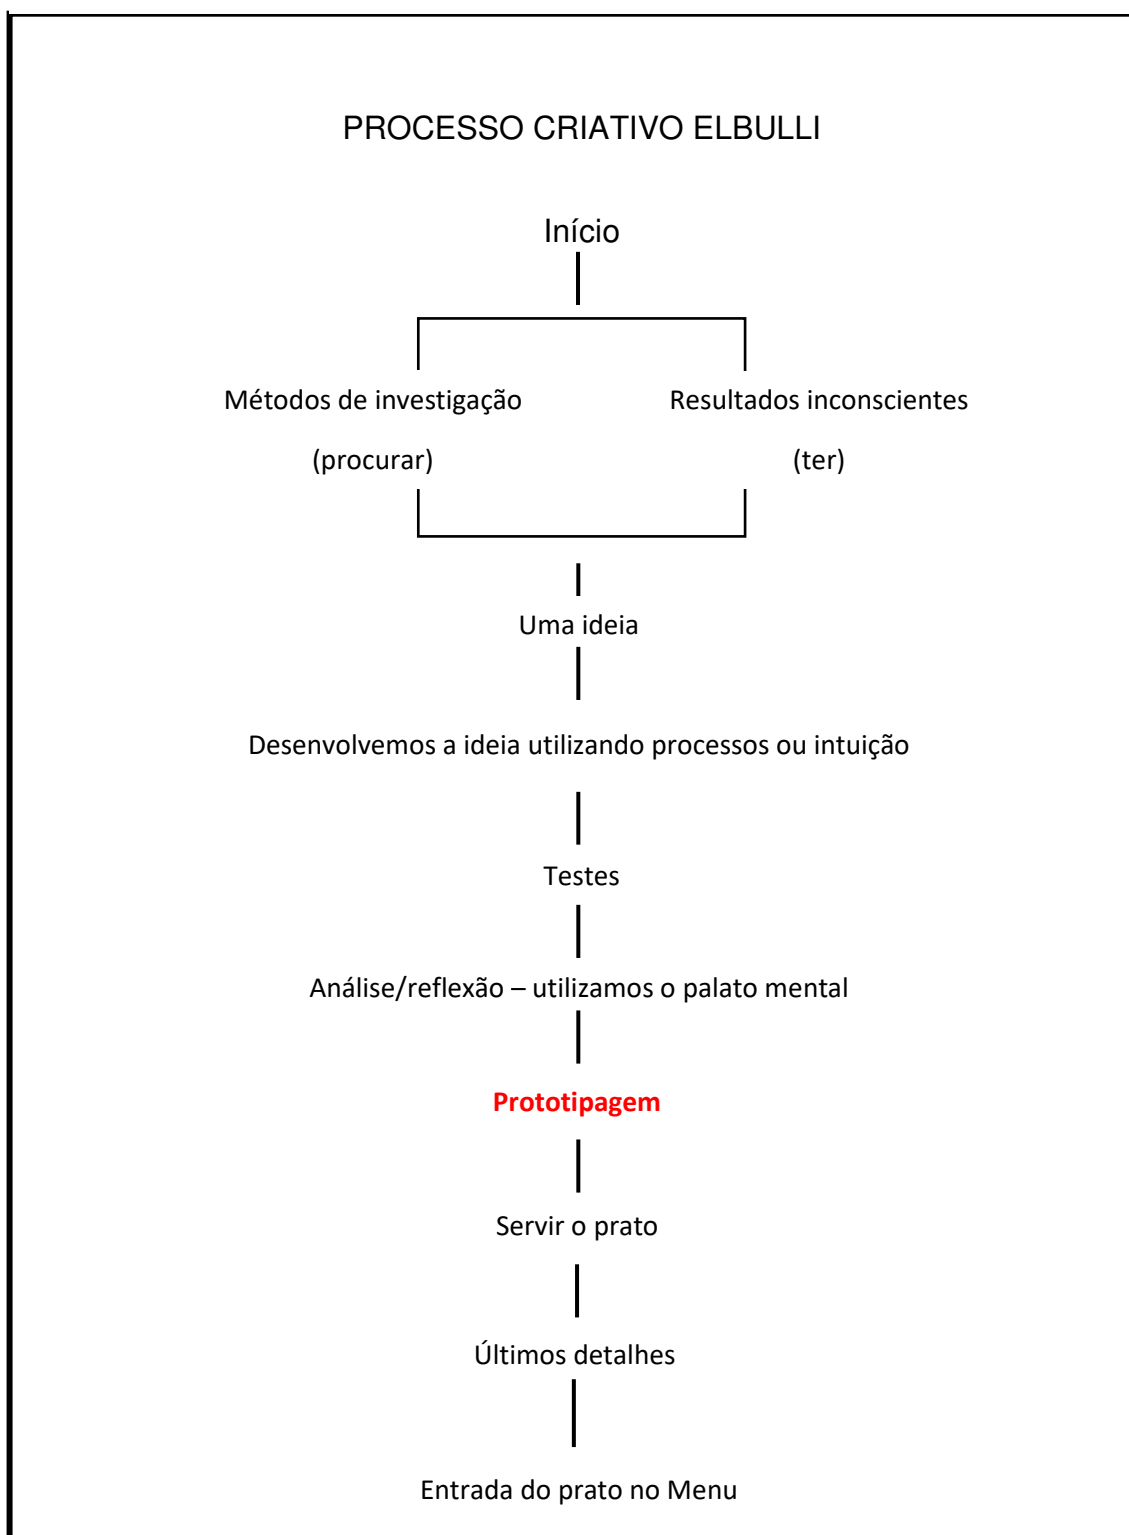 PROCESSO CRIATIVO ELBULLI
Início
Métodos de investigação
(procurar)
Resultados inconscientes
(ter)
Uma ideia
Desenvolvemos a ideia utilizando processos ou intuição
Testes
Análise/reflexão – utilizamos o palato mental
Prototipagem
Servir o prato
Últimos detalhes
Entrada do prato no Menu